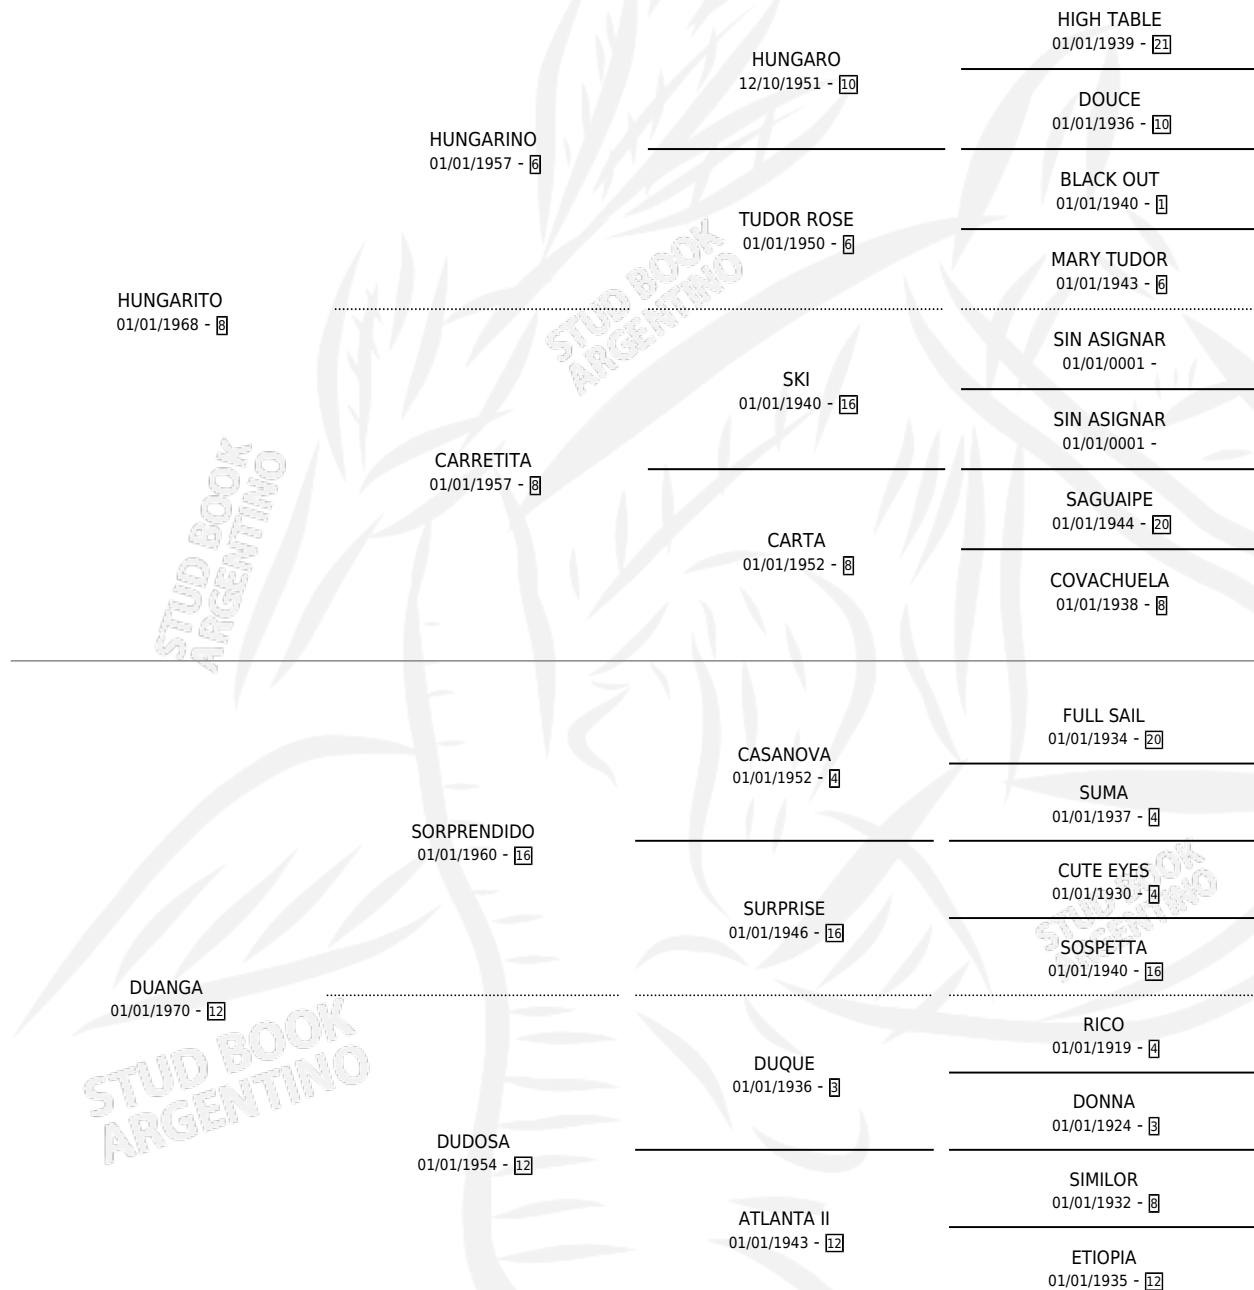 HIGH TABLE
01/01/1939 - 21
HUNGARO
12/10/1951 - 10
DOUCE
01/01/1936 - 10
HUNGARINO
01/01/1957 - 6
BLACK OUT
01/01/1940 - 1
TUDOR ROSE
01/01/1950 - 6
MARY TUDOR
01/01/1943 - 6
HUNGARITO
01/01/1968 - 8
SIN ASIGNAR
01/01/0001 -
SKI
01/01/1940 - 16
SIN ASIGNAR
01/01/0001 -
CARRETITA
01/01/1957 - 8
SAGUAIPE
01/01/1944 - 20
CARTA
01/01/1952 - 8
COVACHUELA
01/01/1938 - 8
STUD BOOK
ARGENTINO
STUD BOOK
ARGENTINO
FULL SAIL
01/01/1934 - 20
CASANOVA
01/01/1952 - 4
SUMA
01/01/1937 - 4
SORPRENDIDO
01/01/1960 - 16
CUTE EYES
01/01/1930 - 4
SURPRISE
01/01/1946 - 16
SOSPETTA
01/01/1940 - 16
DUANGA
01/01/1970 - 12
RICO
01/01/1919 - 4
DUQUE
01/01/1936 - 3
DONNA
01/01/1924 - 3
DUDOSA
01/01/1954 - 12
SIMILOR
01/01/1932 - 8
ATLANTA II
01/01/1943 - 12
ETIOPIA
01/01/1935 - 12
STUD BOOK
ARGENTINO
STUD BOOK
ARGENTINO